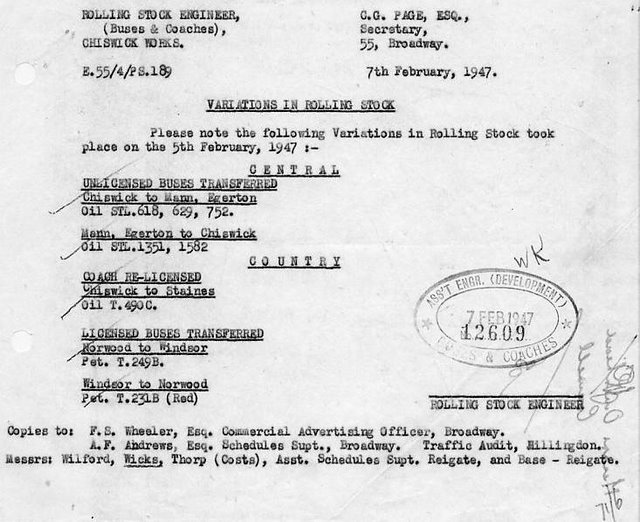 ROLLING STOCK ENGINEER, C.G. PAGE, ESQ.,
(Buses & Coaches), Secretary,
CHISWICK WORKS. 55, Broadway.
E.55/4/PS.189 7th February, 1947.
VARIATIONS IN ROLLING STOCK
Please note the following Variations in Rolling Stock took
place on the 5th February, 1947 :-
CENTRAL
UNLICENSED BUSES TRANSFERRED
Chiswick to Mann, Egerton
Oil STL.618, 629, 752.
Mann, Egerton to Chiswick
Oil STL.1351, 1582
COUNTRY
COACH RE-LICENSED
Chiswick to Staines
Oil T.490C.
LICENSED BUSES TRANSFERRED
Norwood to Windsor
Pet. T.249B.
Windsor to Norwood
Pet. T.231B (Red)
WK
ASS'T ENGR. (DEVELOPMENT)
7 FEB 1947
12609
& COACHES
ROLLING STOCK ENGINEER
Copies to: F.S. Wheeler, Esq. Commercial Advertising Officer, Broadway.
A.F. Andrews, Esq. Schedules Supt., Broadway. Traffic Audit, Hillingdon.
Messrs: Wilford, Wicks, Thorp (Costs), Asst. Schedules Supt. Reigate, and Base - Reigate.